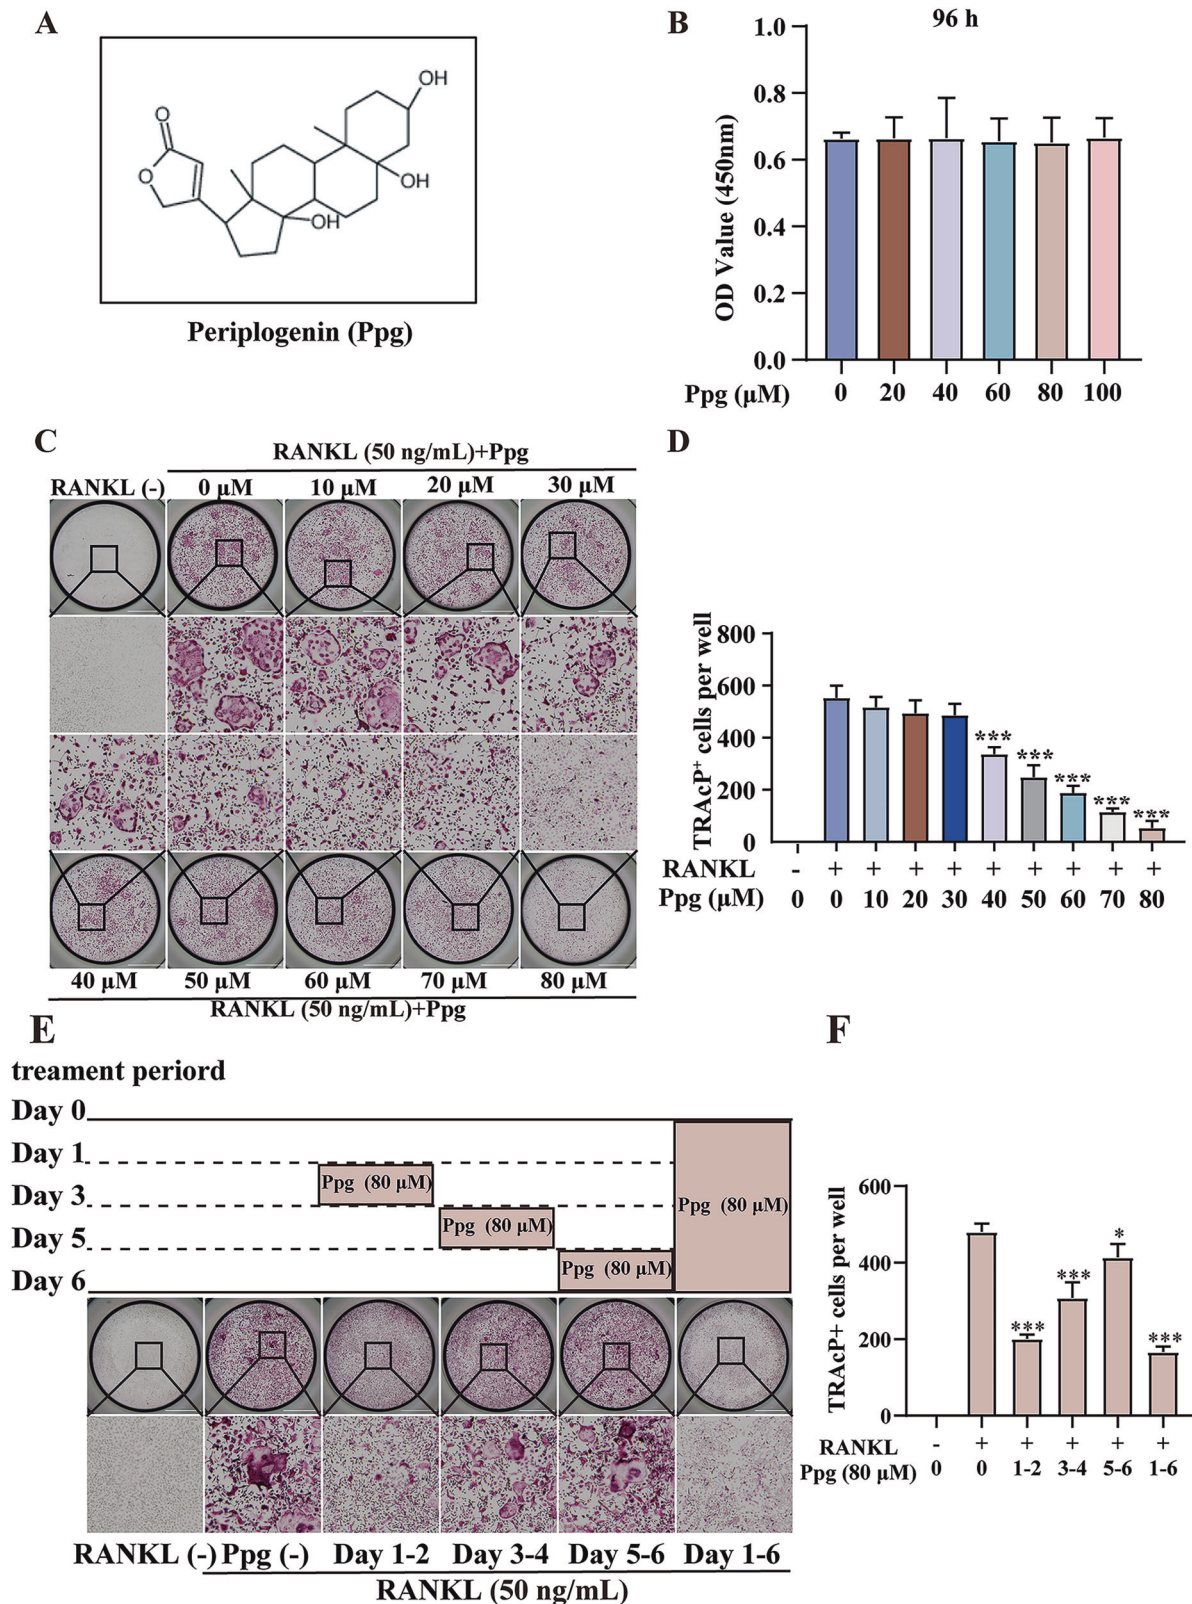 A
O
O
OH
OH
OH
Periplogenin (Ppg)
B
96 h
OD Value (450nm)
1.0
0.8
0.6
0.4
0.2
0.0
Ppg (μM) 0 20 40 60 80 100
C
RANKL (50 ng/mL)+Ppg
RANKL (-) 0 μM 10 μM 20 μM 30 μM
40 μM 50 μM 60 μM 70 μM 80 μM
RANKL (50 ng/mL)+Ppg
D
TRAcP+ cells per well
800
600
400
200
0
*** *** *** *** ***
RANKL - + + + + + + + + +
Ppg (μM) 0 0 10 20 30 40 50 60 70 80
E
treament periord
Day 0
Day 1
Day 3
Day 5
Day 6
Ppg (80 μM)
Ppg (80 μM)
Ppg (80 μM)
Ppg (80 μM)
RANKL (-) Ppg (-) Day 1-2 Day 3-4 Day 5-6 Day 1-6
RANKL (50 ng/mL)
F
TRAcP+ cells per well
600
400
200
0
*** *** * ***
RANKL - + + + + +
Ppg (80 μM) 0 0 1-2 3-4 5-6 1-6